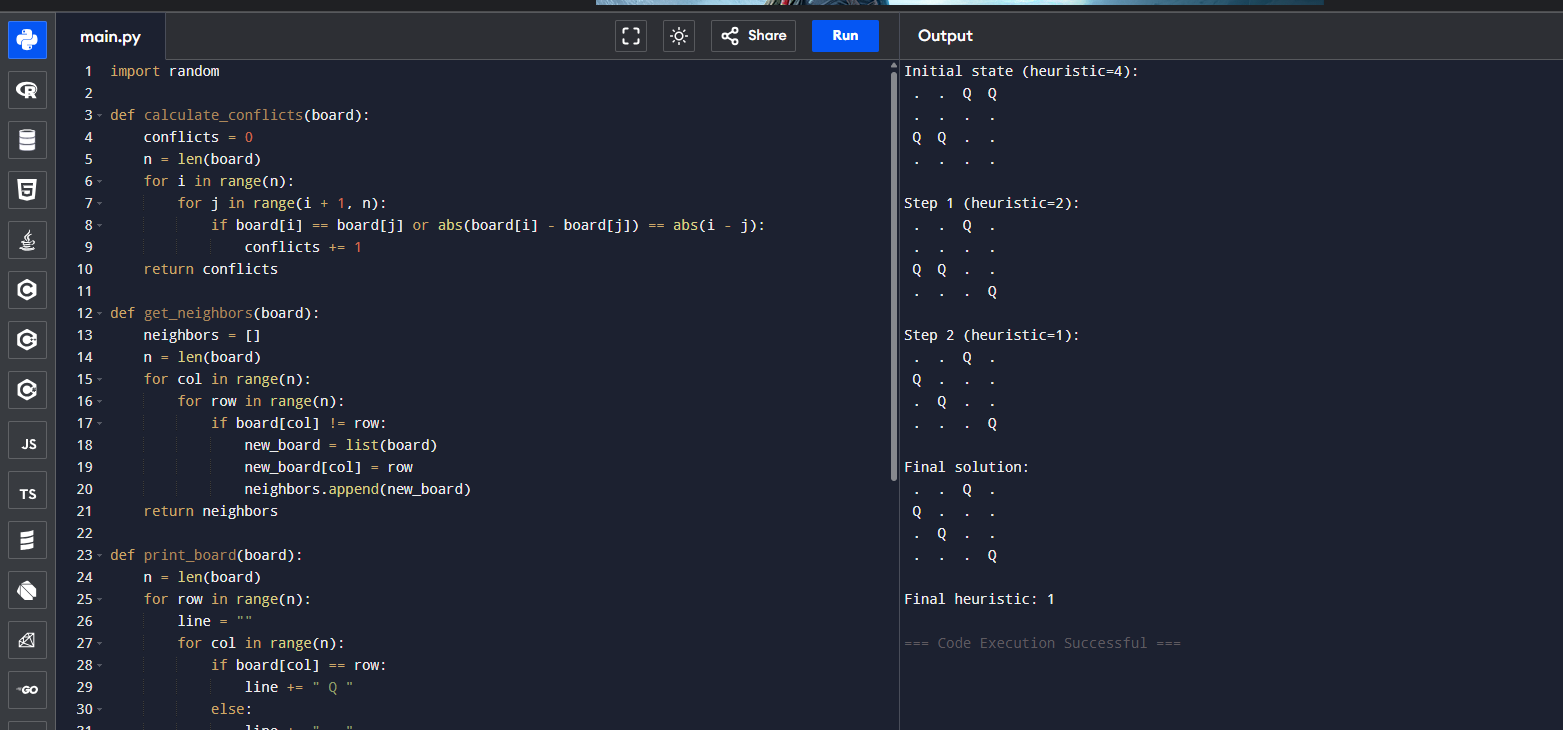 main.py
Share
Run
Output
JS
TS
GO
1 import random
2
3 def calculate_conflicts(board):
4     conflicts = 0
5     n = len(board)
6     for i in range(n):
7         for j in range(i + 1, n):
8             if board[i] == board[j] or abs(board[i] - board[j]) == abs(i - j):
9                 conflicts += 1
10     return conflicts
11
12 def get_neighbors(board):
13     neighbors = []
14     n = len(board)
15     for col in range(n):
16         for row in range(n):
17             if board[col] != row:
18                 new_board = list(board)
19                 new_board[col] = row
20                 neighbors.append(new_board)
21     return neighbors
22
23 def print_board(board):
24     n = len(board)
25     for row in range(n):
26         line = ""
27         for col in range(n):
28             if board[col] == row:
29                 line += " Q "
30             else:
31
Initial state (heuristic=4):
 .  .  Q  Q
 .  .  .  .
 Q  Q  .  .
 .  .  .  .
Step 1 (heuristic=2):
 .  .  Q  .
 .  .  .  .
 Q  Q  .  .
 .  .  .  Q
Step 2 (heuristic=1):
 .  .  Q  .
 Q  .  .  .
 .  Q  .  .
 .  .  .  Q
Final solution:
 .  .  Q  .
 Q  .  .  .
 .  Q  .  .
 .  .  .  Q
Final heuristic: 1
=== Code Execution Successful ===